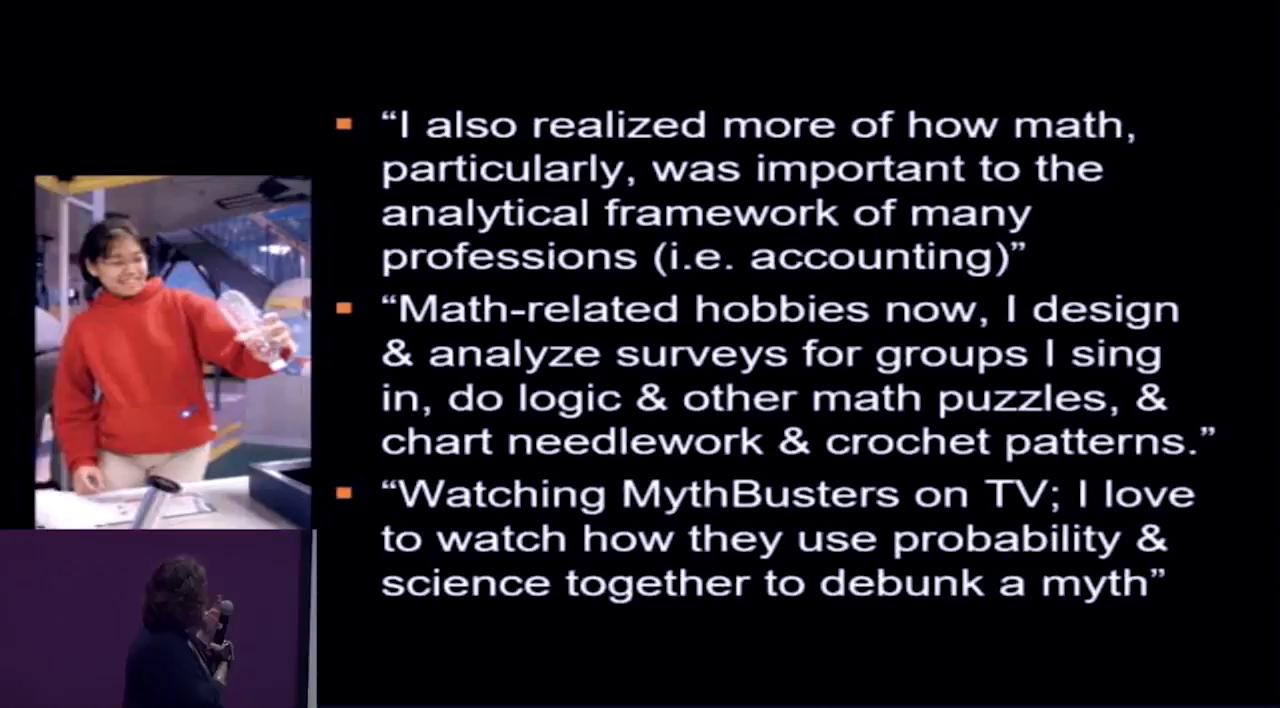 “I also realized more of how math,
particularly, was important to the
analytical framework of many
professions (i.e. accounting)”
“Math-related hobbies now, I design
& analyze surveys for groups I sing
in, do logic & other math puzzles, &
chart needlework & crochet patterns.”
“Watching MythBusters on TV; I love
to watch how they use probability &
science together to debunk a myth”